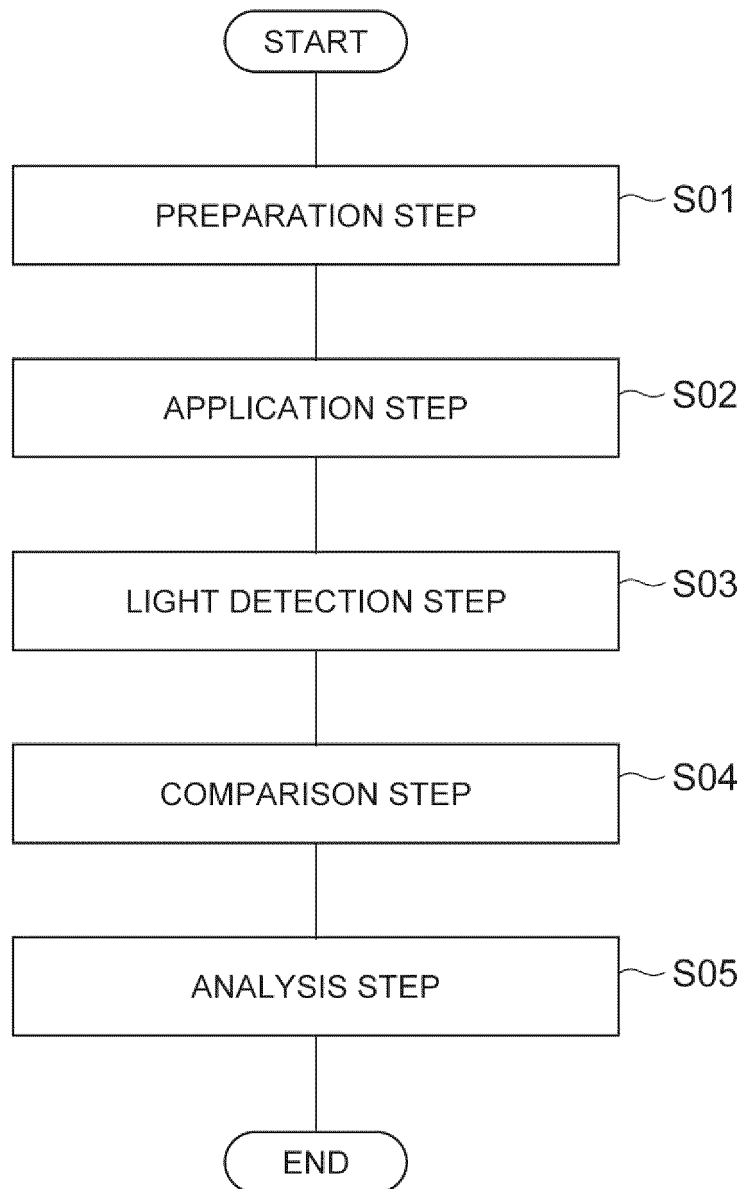 START
PREPARATION STEP
S01
APPLICATION STEP
S02
LIGHT DETECTION STEP
S03
COMPARISON STEP
S04
ANALYSIS STEP
S05
END